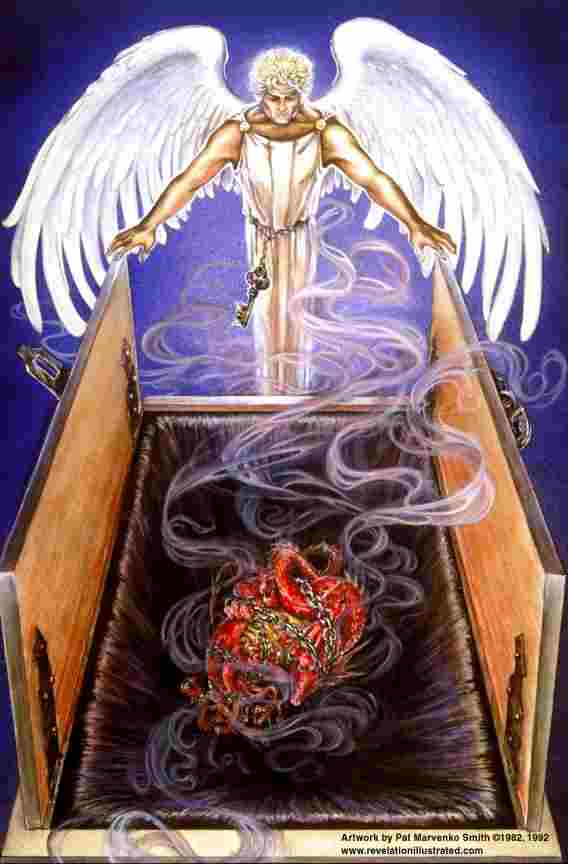 Artwork by Pat Marvenko Smith ©1982, 1992
www.revelationillustrated.com